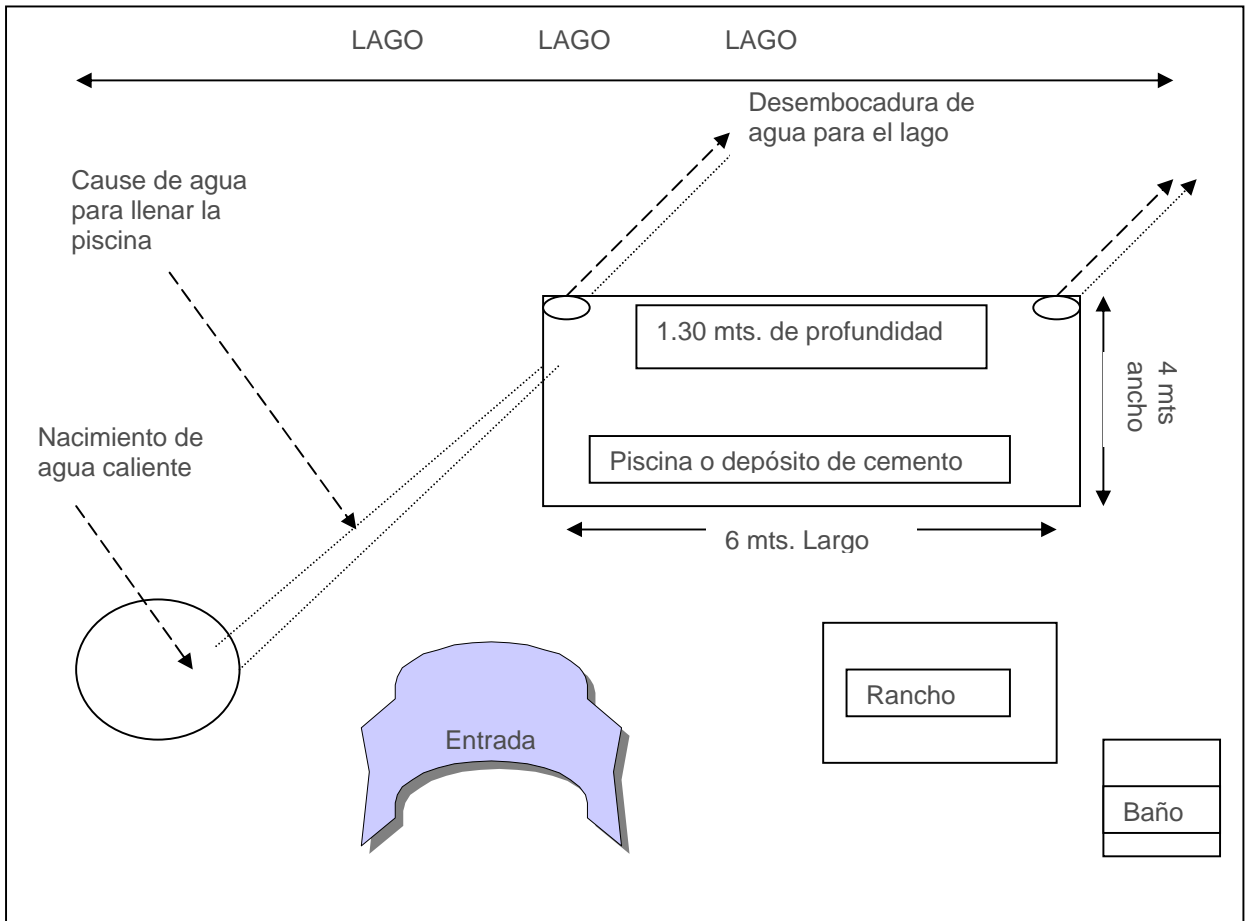 LAGO LAGO LAGO
Desembocadura de
agua para el lago
Cause de agua
para llenar la
piscina
1.30 mts. de profundidad
4 mts
ancho
Nacimiento de
agua caliente
Piscina o depósito de cemento
6 mts. Largo
Rancho
Entrada
Baño